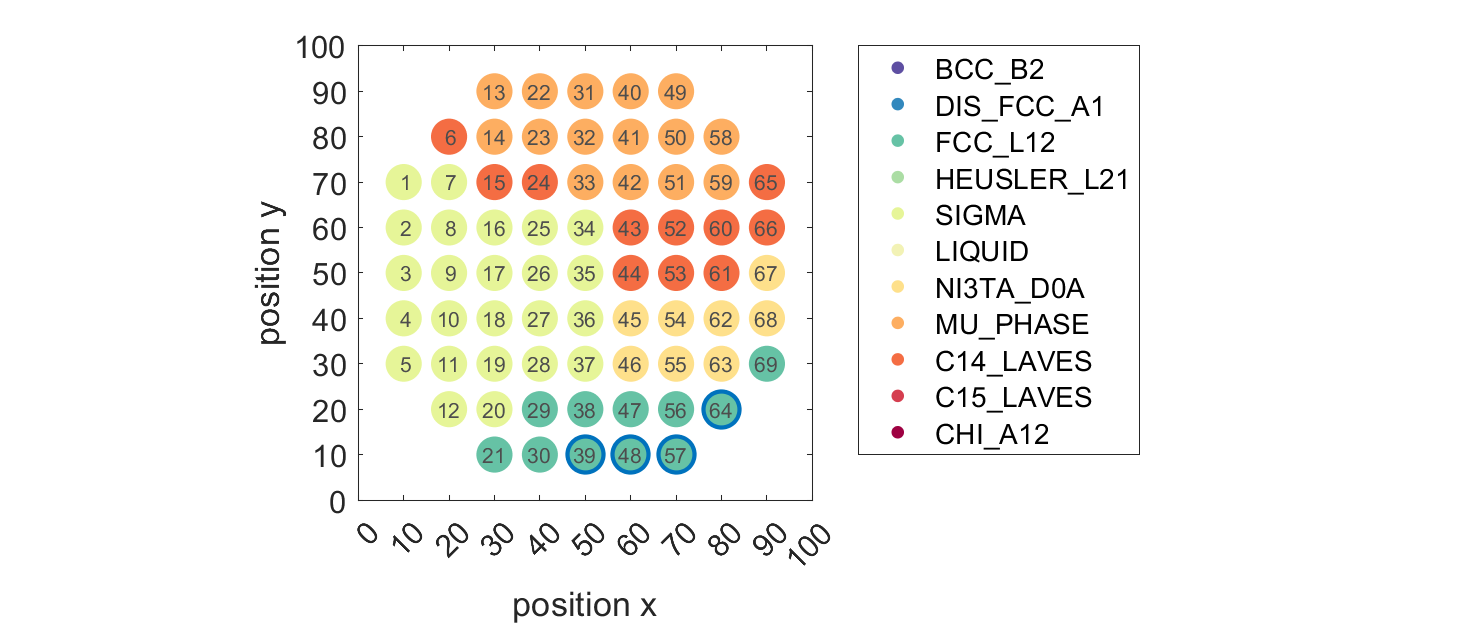 100
90 13 22 31 40 49
80 6 14 23 32 41 50 58
70 1 7 15 24 33 42 51 59 65
60 2 8 16 25 34 43 52 60 66
50 3 9 17 26 35 44 53 61 67
40 4 10 18 27 36 45 54 62 68
30 5 11 19 28 37 46 55 63 69
20 12 20 29 38 47 56 64
10 21 30 39 48 57
0
position y
0 10 20 30 40 50 60 70 80 90 100
position x
BCC_B2
DIS_FCC_A1
FCC_L12
HEUSLER_L21
SIGMA
LIQUID
NI3TA_D0A
MU_PHASE
C14_LAVES
C15_LAVES
CHI_A12